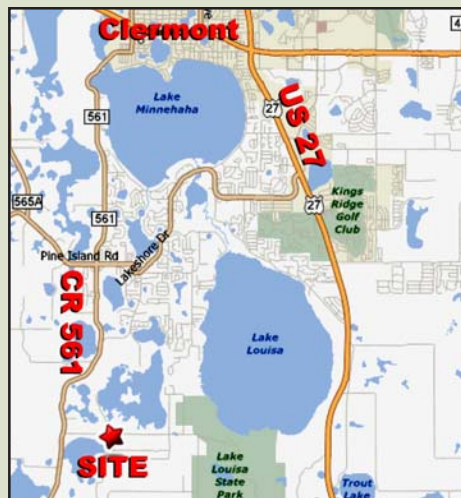 Clermont
4
Lake
Minnehaha
561
27
US 27
565A
561
Kings
Ridge
Golf
Club
27
Lakeshore Dr
Pine Island Rd
CR 561
Lake
Louisa
SITE
Lake
Louisa
State
Park
Trout
Lake